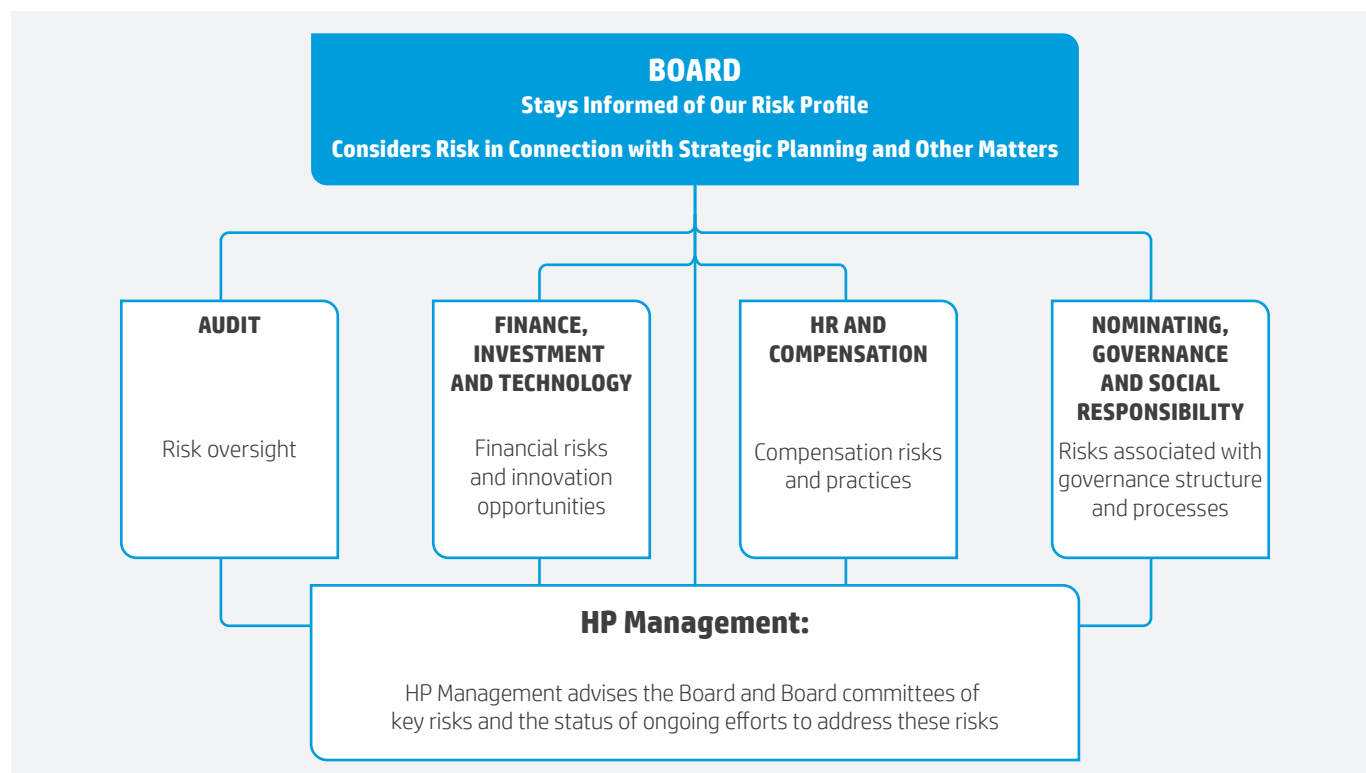 BOARD
Stays Informed of Our Risk Profile
Considers Risk in Connection with Strategic Planning and Other Matters
AUDIT
Risk oversight
FINANCE,
INVESTMENT
AND TECHNOLOGY
Financial risks
and innovation
opportunities
HR AND
COMPENSATION
Compensation risks
and practices
NOMINATING,
GOVERNANCE
AND SOCIAL
RESPONSIBILITY
Risks associated with
governance structure
and processes
HP Management:
HP Management advises the Board and Board committees of
key risks and the status of ongoing efforts to address these risks